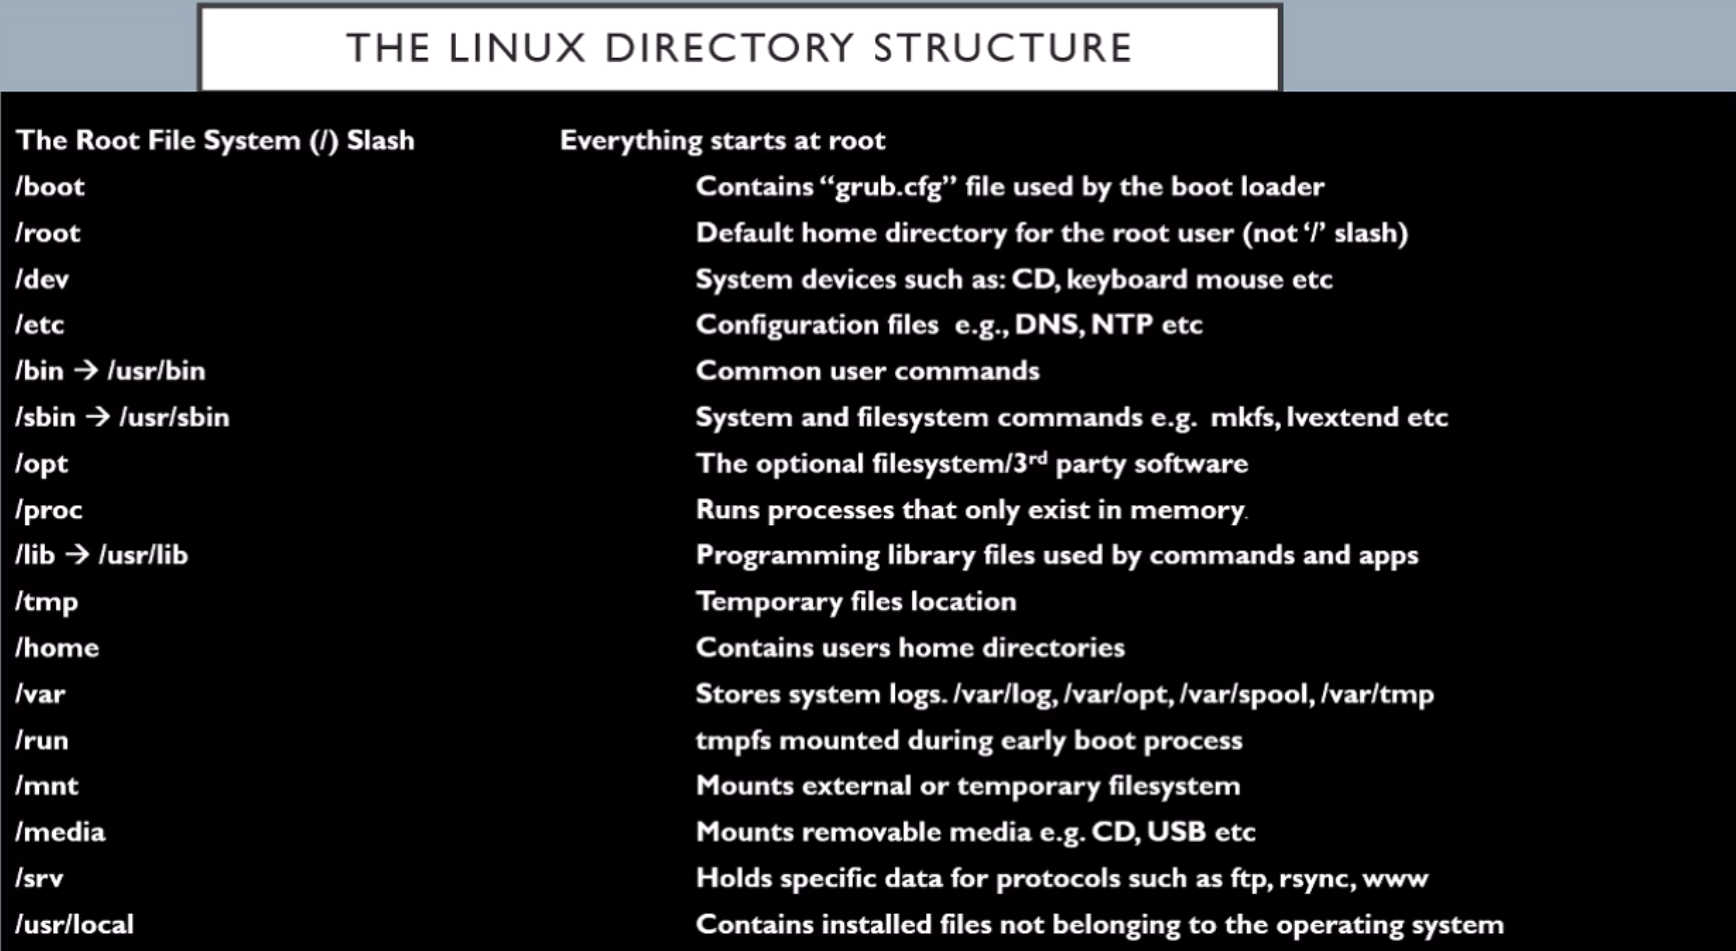 THE LINUX DIRECTORY STRUCTURE
The Root File System (/) Slash Everything starts at root
/boot Contains “grub.cfg” file used by the boot loader
/root Default home directory for the root user (not ‘/’ slash)
/dev System devices such as: CD, keyboard mouse etc
/etc Configuration files e.g., DNS, NTP etc
/bin → /usr/bin Common user commands
/sbin → /usr/sbin System and filesystem commands e.g. mkfs, lvextend etc
/opt The optional filesystem/3rd party software
/proc Runs processes that only exist in memory.
/lib → /usr/lib Programming library files used by commands and apps
/tmp Temporary files location
/home Contains users home directories
/var Stores system logs. /var/log, /var/opt, /var/spool, /var/tmp
/run tmpfs mounted during early boot process
/mnt Mounts external or temporary filesystem
/media Mounts removable media e.g. CD, USB etc
/srv Holds specific data for protocols such as ftp, rsync, www
/usr/local Contains installed files not belonging to the operating system